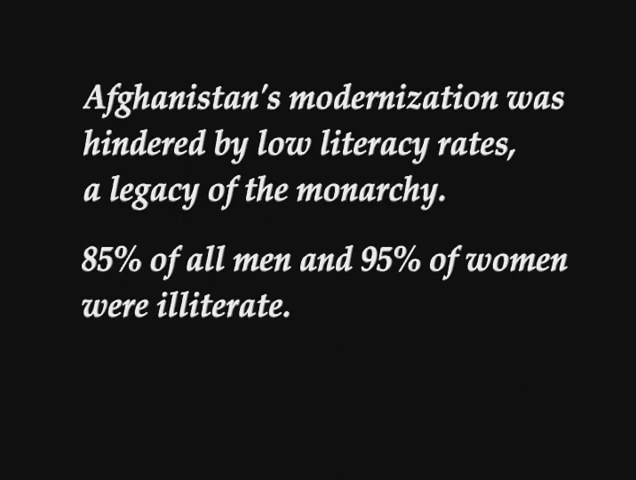 Afghanistan's modernization was
hindered by low literacy rates,
a legacy of the monarchy.
85% of all men and 95% of women
were illiterate.